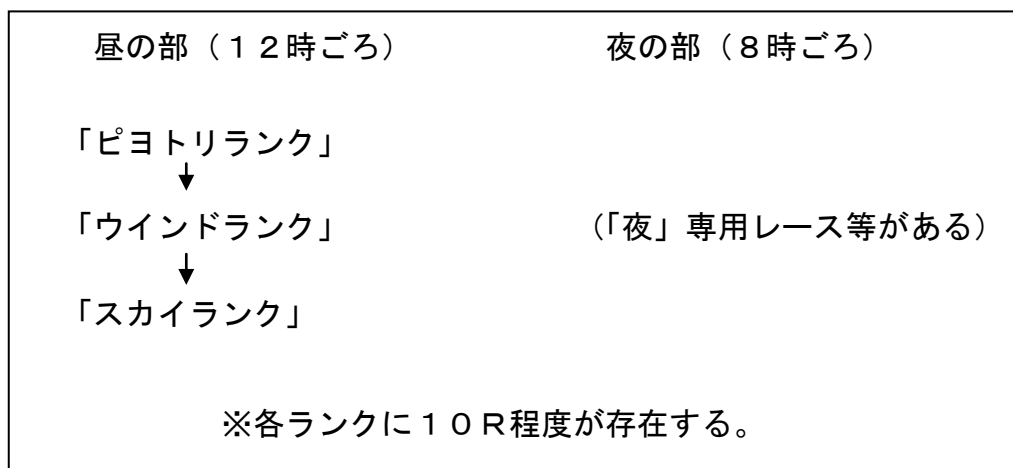 昼の部（１２時ごろ）　夜の部（８時ごろ）
「ピヨトリランク」
「ウインドランク」　（「夜」専用レース等がある）
「スカイランク」
※各ランクに１０Ｒ程度が存在する。